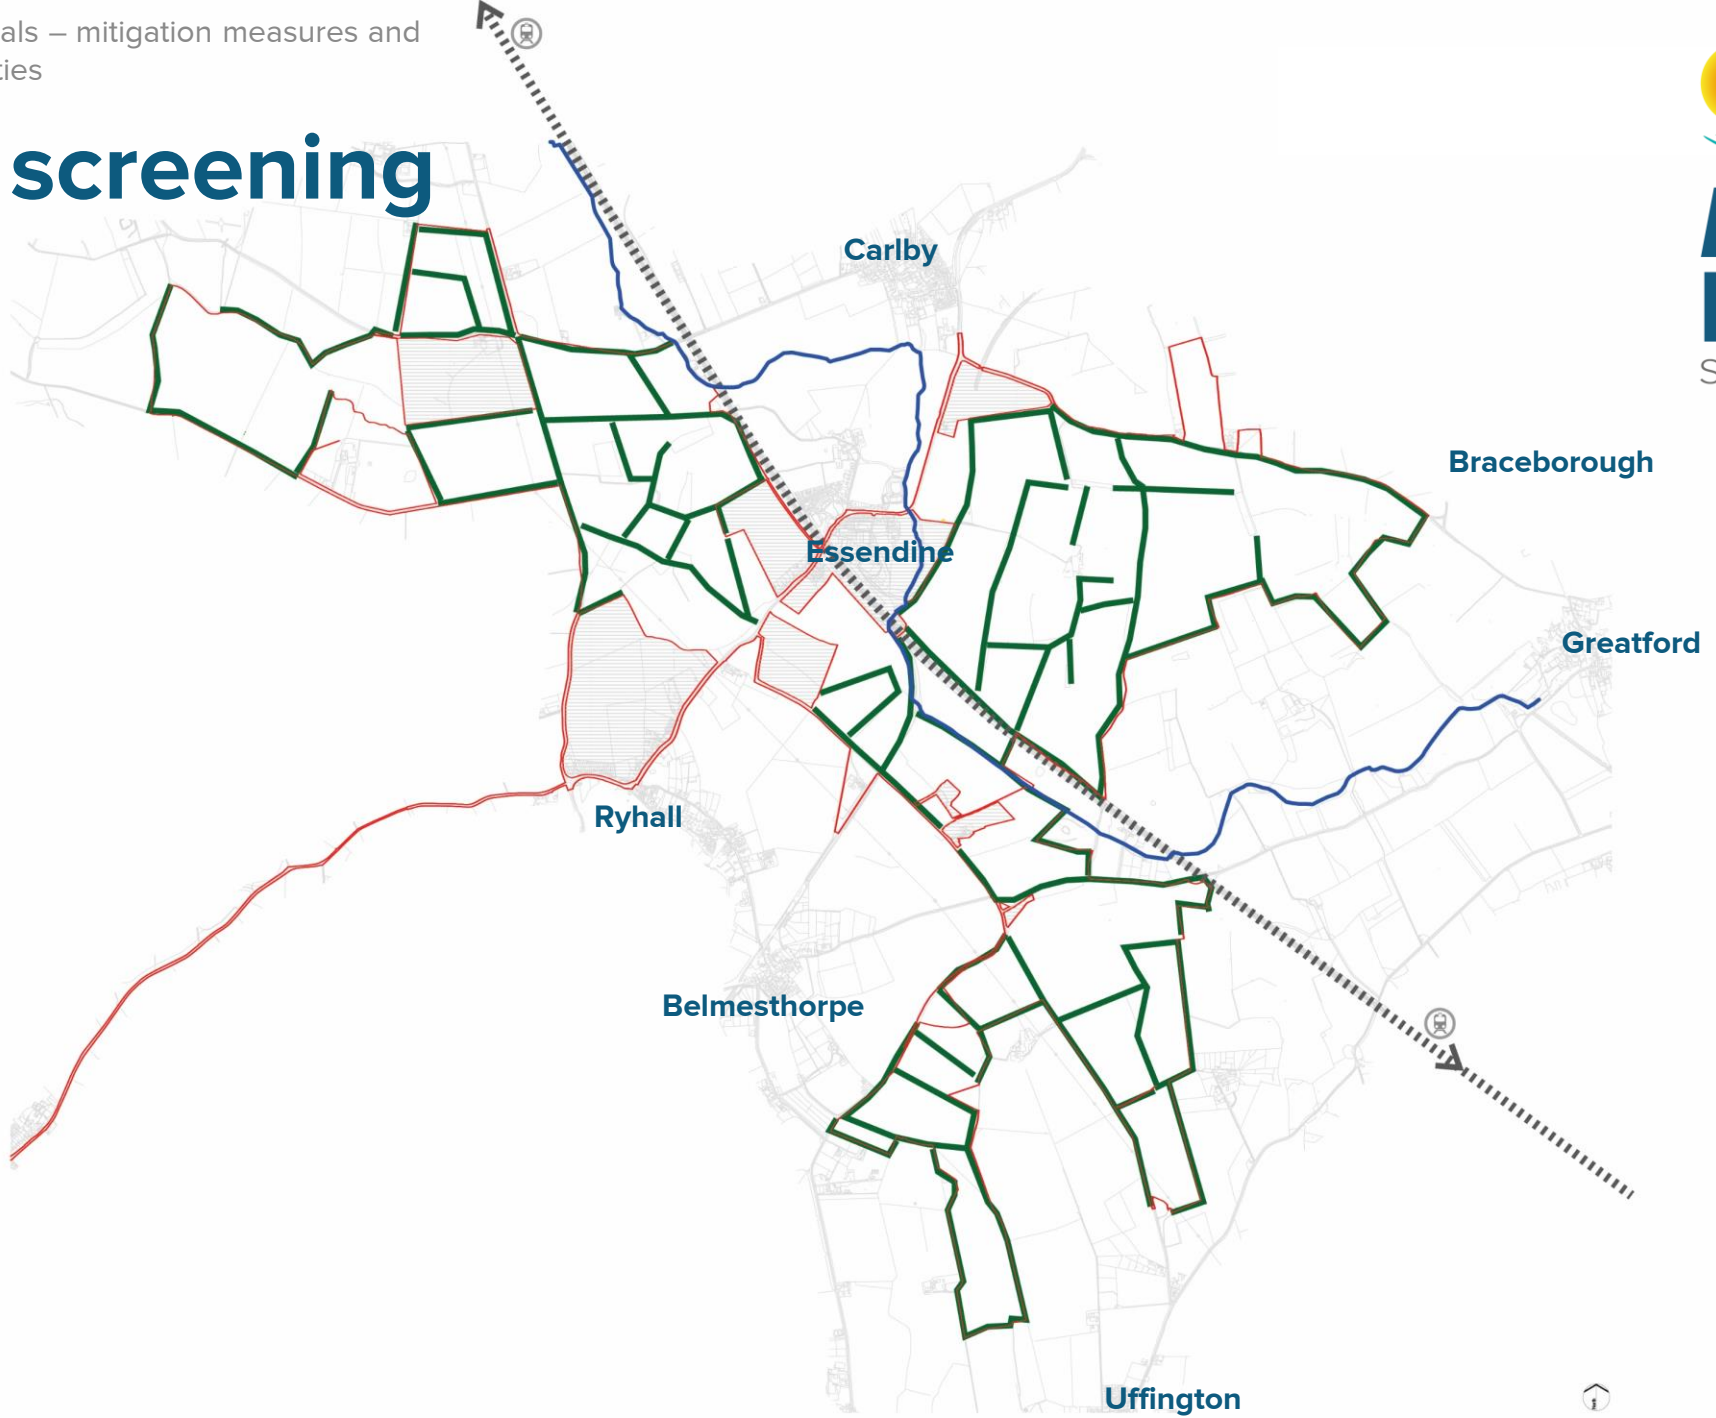 als – mitigation measures and
ties
screening
Carlby
Braceborough
Essendine
Greatford
Ryhall
Belmesthorpe
Uffington